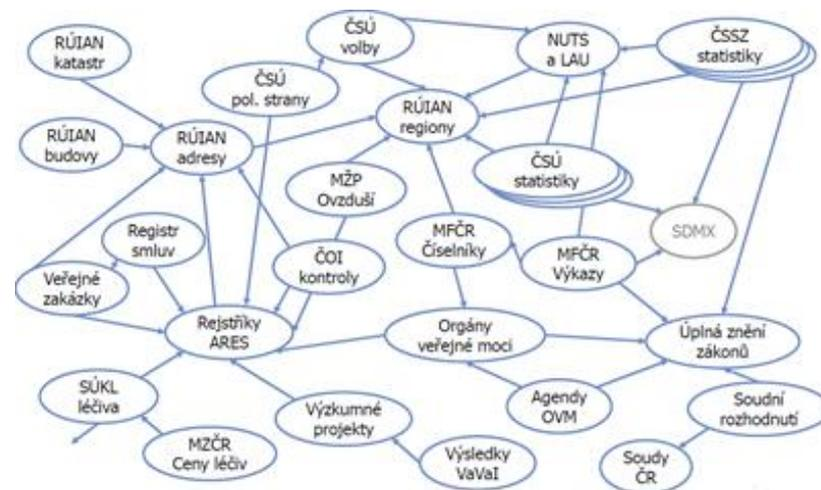 RÚIAN
katastr
ČSÚ
volby
NUTS
a LAU
ČSSZ
statistiky
ČSÚ
pol. strany
RÚIAN
regiony
RÚIAN
budovy
RÚIAN
adresy
MŽP
Ovzduší
ČSÚ
statistiky
Registr
smluv
SDMX
Veřejné
zakázky
ČOI
kontroly
MFČR
Číselníky
MFČR
Výkazy
Rejstříky
ARES
Orgány
veřejné moci
Úplná znění
zákonů
SÚKL
léčiva
Výzkumné
projekty
Agendy
OVM
Soudní
rozhodnutí
MZČR
Ceny léčiv
Výsledky
VaVaI
Soudy
ČR